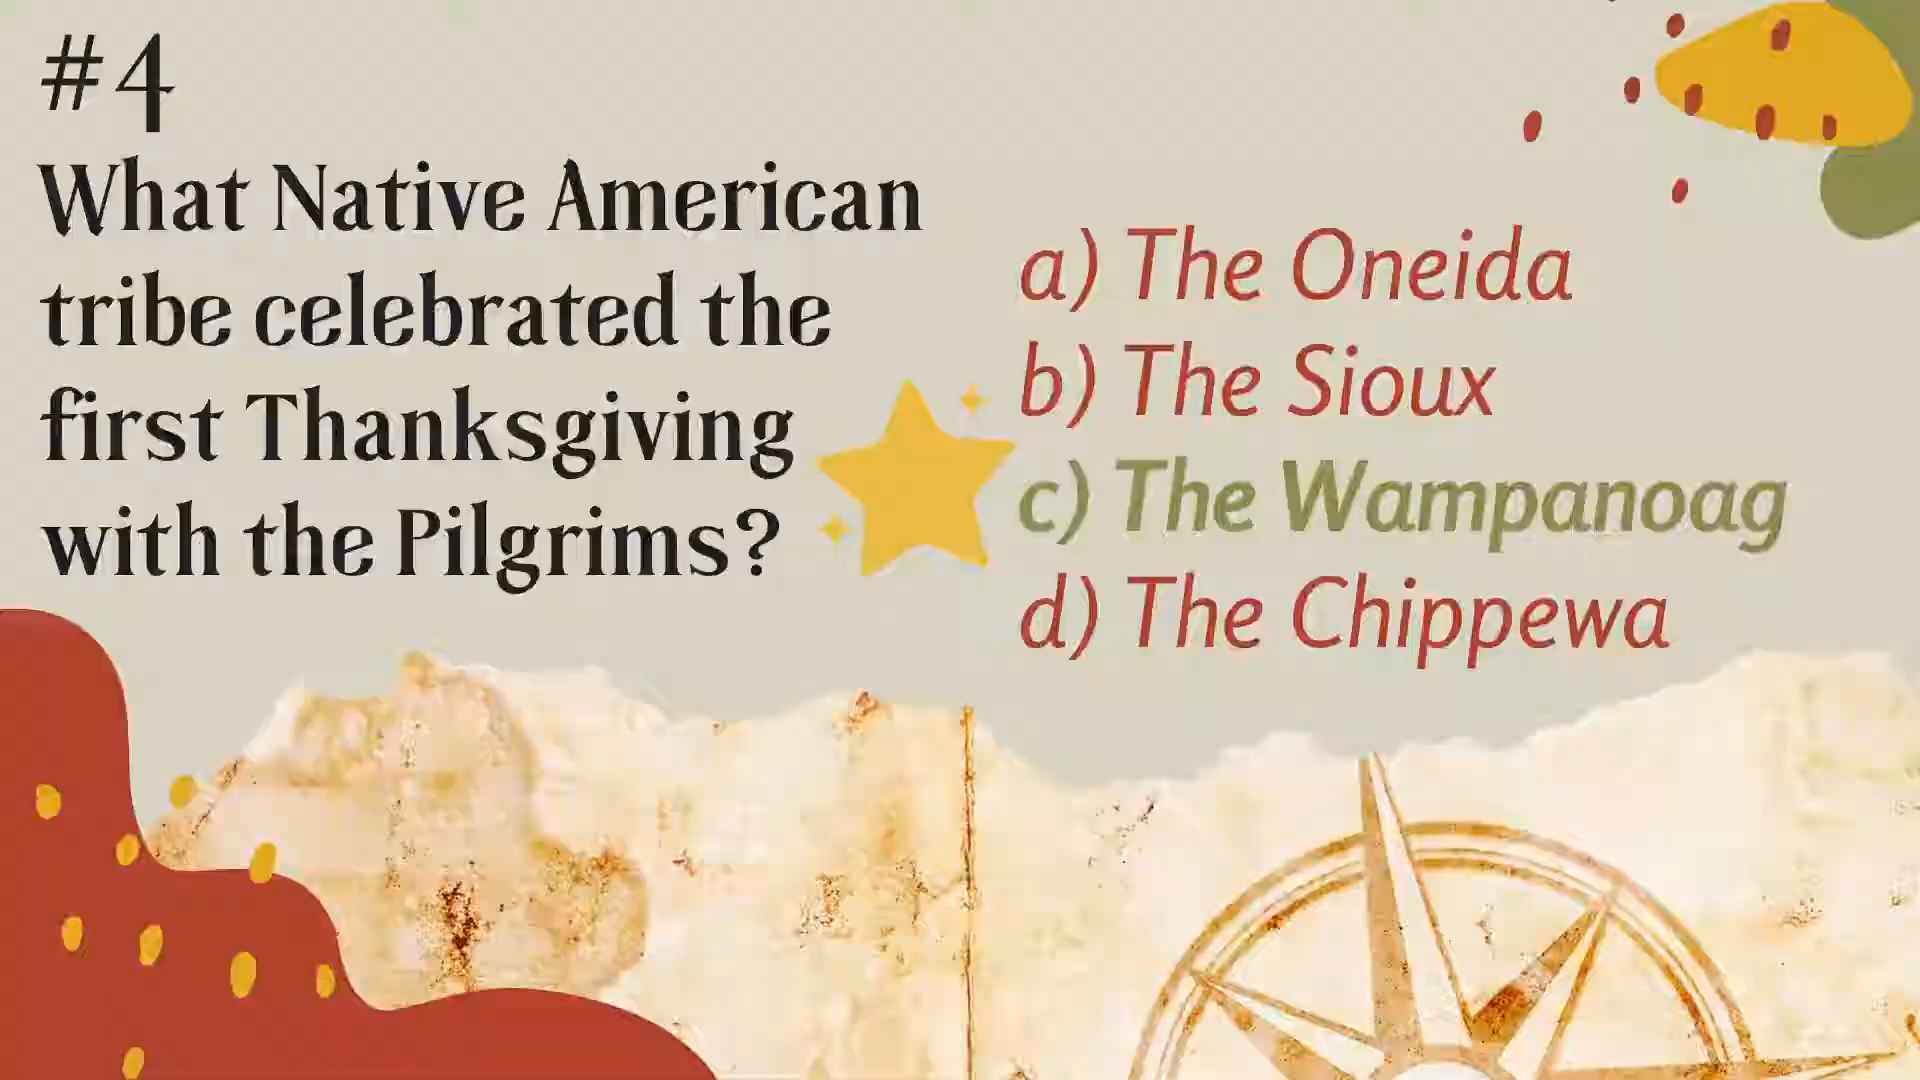 #4
What Native American
tribe celebrated the
first Thanksgiving
with the Pilgrims?
a) The Oneida
b) The Sioux
c) The Wampanoag
d) The Chippewa